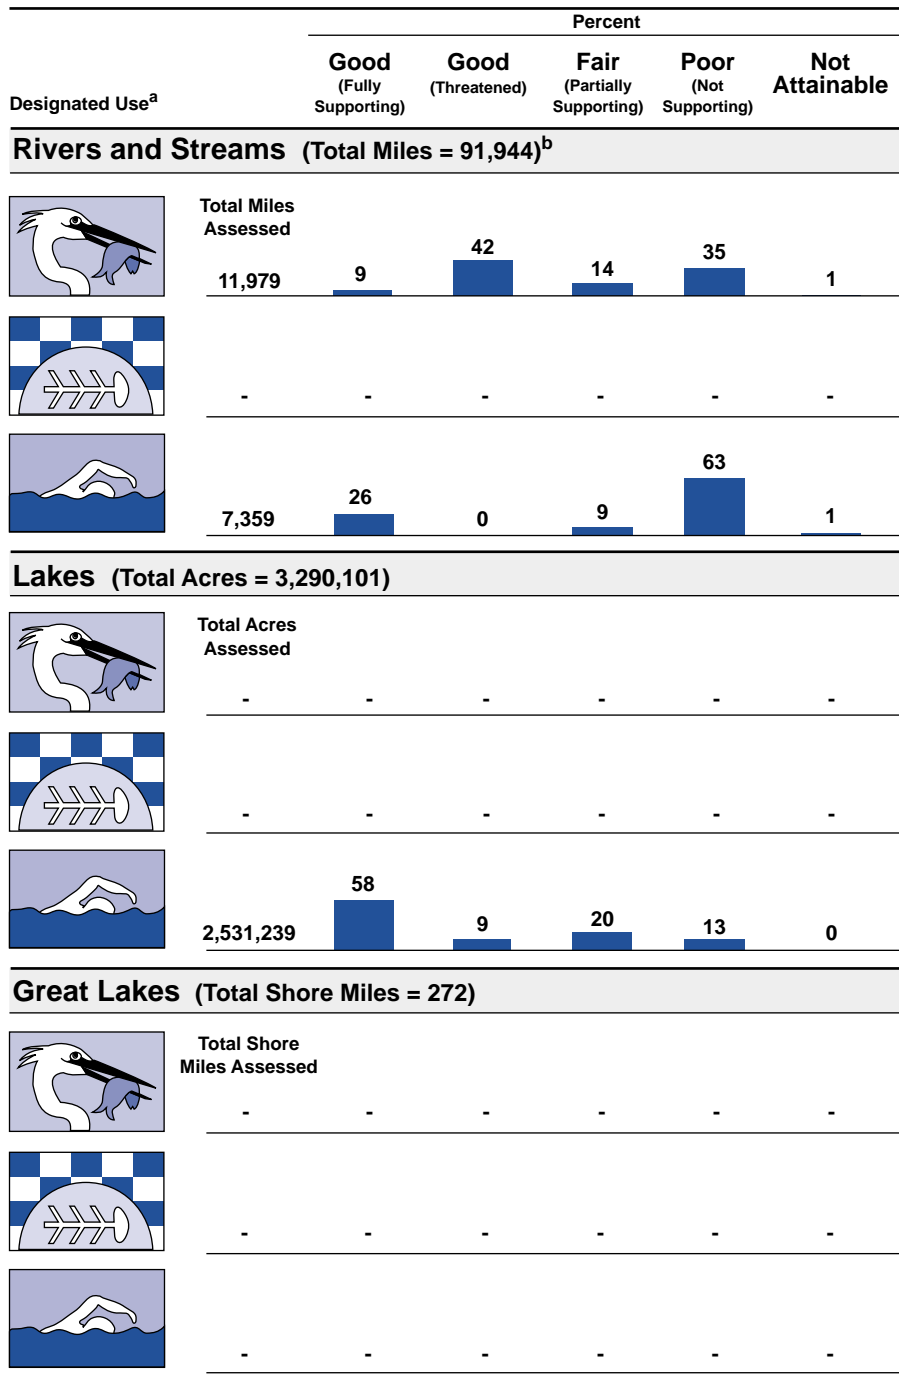 Percent
Designated Use^a
Good (Fully Supporting)
Good (Threatened)
Fair (Partially Supporting)
Poor (Not Supporting)
Not Attainable
Rivers and Streams (Total Miles = 91,944)^b
Total Miles Assessed
11,979 9 42 14 35 1
- - - - - -
7,359 26 0 9 63 1
Lakes (Total Acres = 3,290,101)
Total Acres Assessed
- - - - - -
- - - - - -
2,531,239 58 9 20 13 0
Great Lakes (Total Shore Miles = 272)
Total Shore Miles Assessed
- - - - - -
- - - - - -
- - - - - -